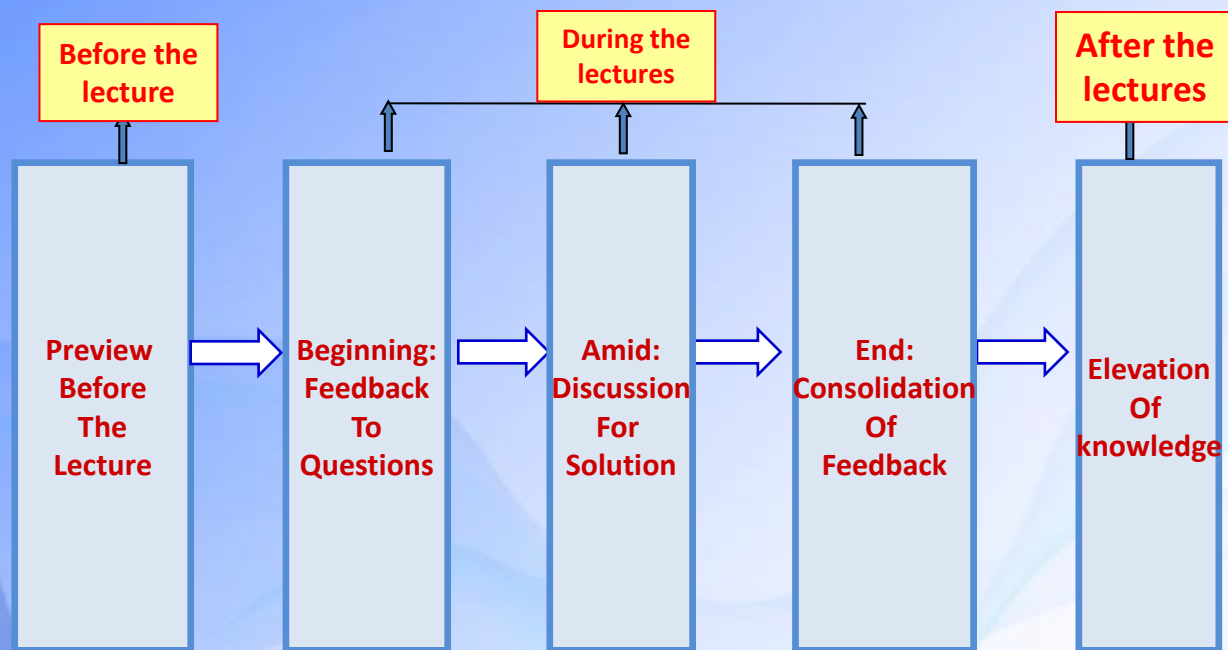 Before the
lecture
During the
lectures
After the
lectures
Preview
Before
The
Lecture
Beginning:
Feedback
To
Questions
Amid:
Discussion
For
Solution
End:
Consolidation
Of
Feedback
Elevation
Of
knowledge